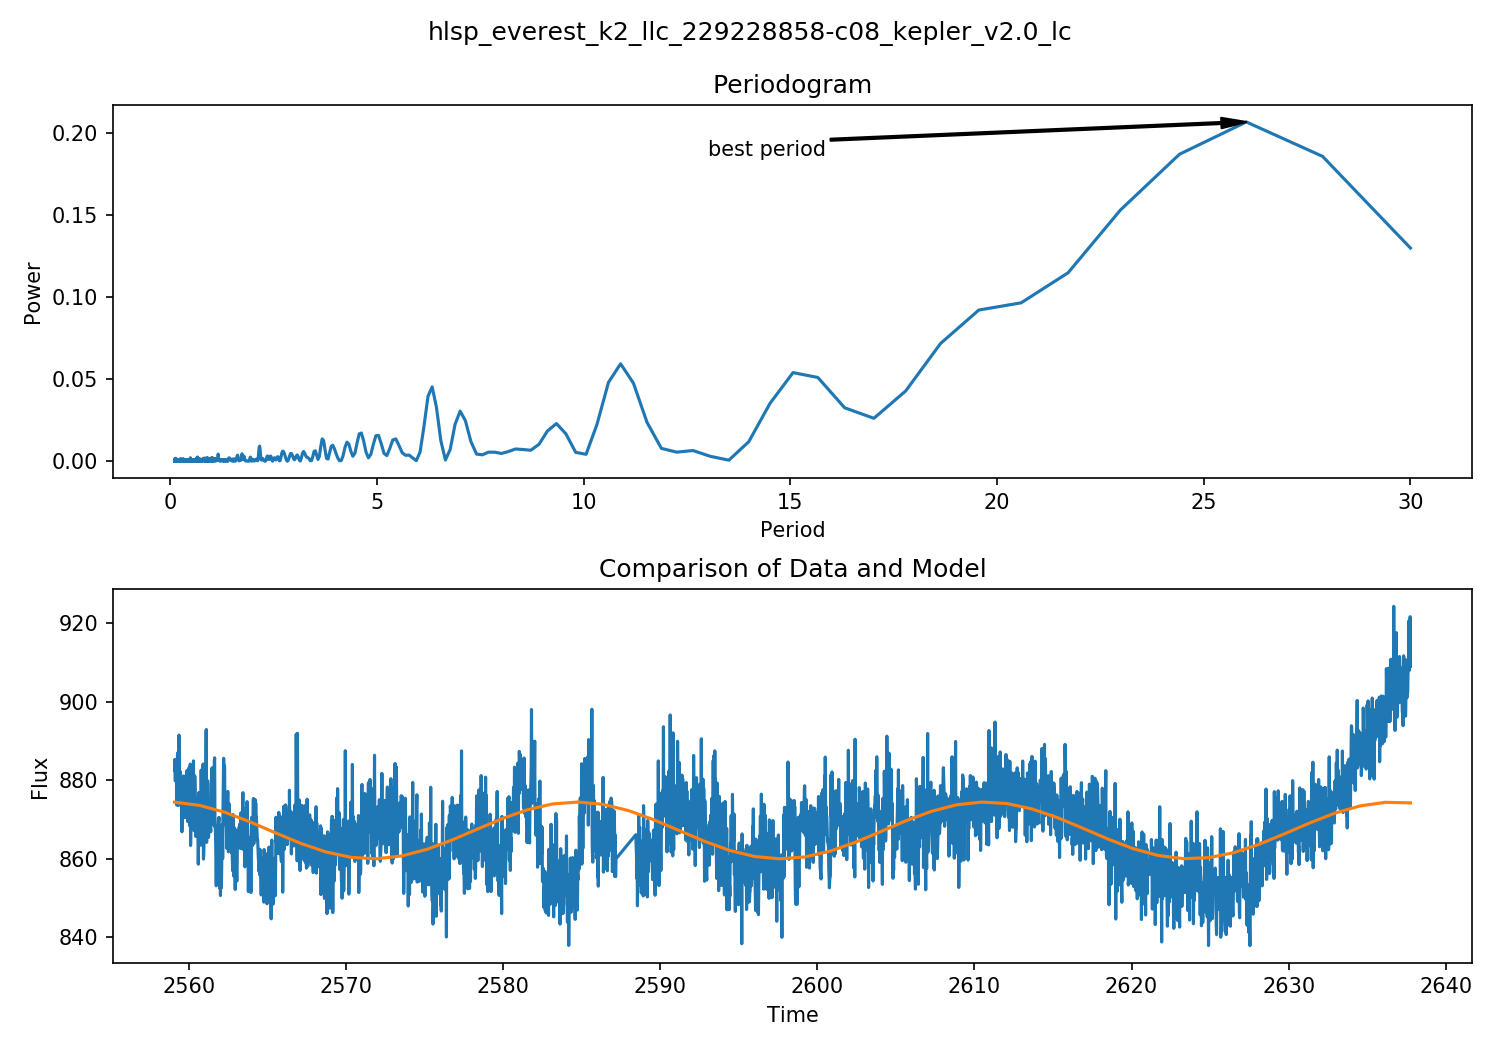 hlsp_everest_k2_llc_229228858-c08_kepler_v2.0_lc
Periodogram
0.20
0.15
0.10
0.05
0.00
Power
best period
0 5 10 15 20 25 30
Period
Comparison of Data and Model
920
900
880
860
840
Flux
2560 2570 2580 2590 2600 2610 2620 2630 2640
Time